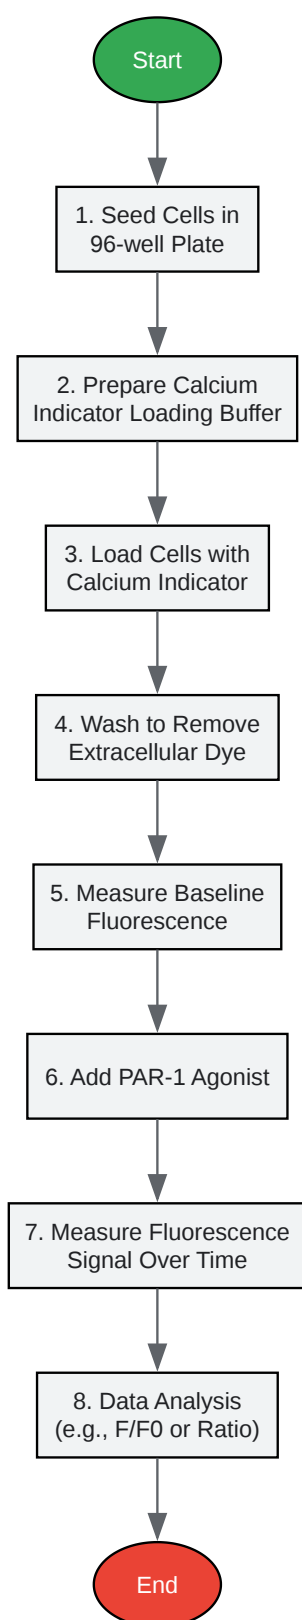 Start
1. Seed Cells in
96-well Plate
2. Prepare Calcium
Indicator Loading Buffer
3. Load Cells with
Calcium Indicator
4. Wash to Remove
Extracellular Dye
5. Measure Baseline
Fluorescence
6. Add PAR-1 Agonist
7. Measure Fluorescence
Signal Over Time
8. Data Analysis
(e.g., F/F0 or Ratio)
End